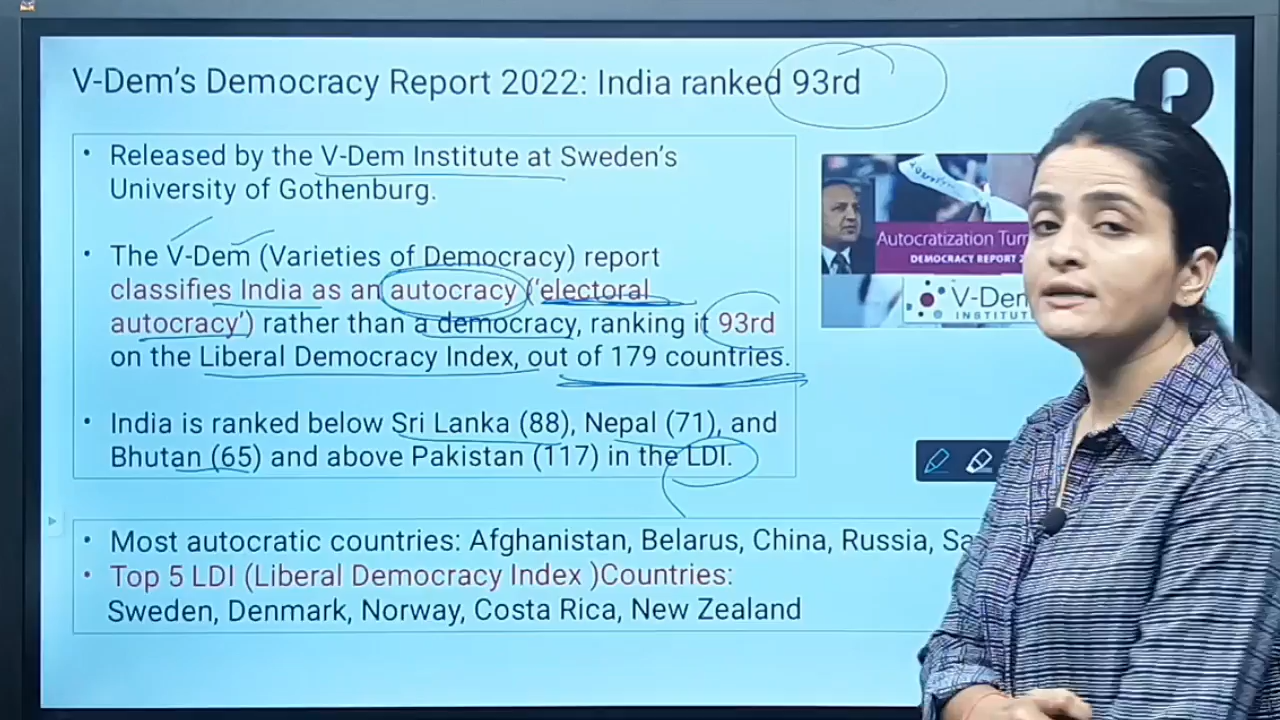 V-Dem's Democracy Report 2022: India ranked 93rd
• Released by the V-Dem Institute at Sweden's
University of Gothenburg.
• The V-Dem (Varieties of Democracy) report
classifies India as an autocracy ('electoral
autocracy') rather than a democracy, ranking it 93rd
on the Liberal Democracy Index, out of 179 countries.
• India is ranked below Sri Lanka (88), Nepal (71), and
Bhutan (65) and above Pakistan (117) in the LDI.
Autocratization
DEMOCRACY REPORT
V-Dem
INSTITUTE
• Most autocratic countries: Afghanistan, Belarus, China, Russia,
• Top 5 LDI (Liberal Democracy Index )Countries:
Sweden, Denmark, Norway, Costa Rica, New Zealand